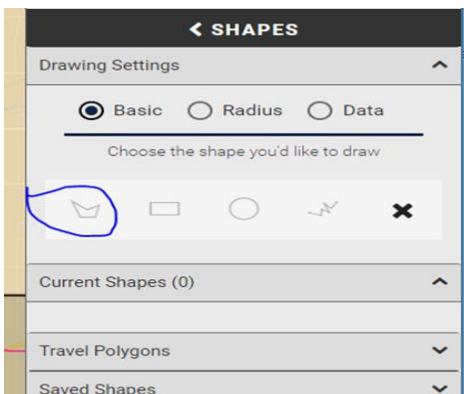 SHAPES
Drawing Settings
Basic Radius Data
Choose the shape you'd like to draw
Current Shapes (0)
Travel Polygons
Saved Shapes